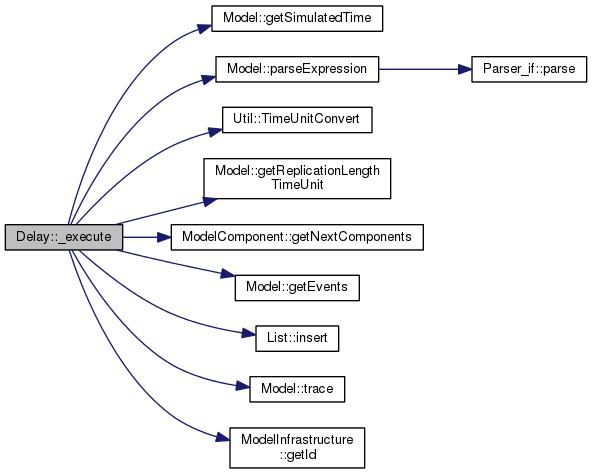 Model::getSimulatedTime
Model::parseExpression
Parser_if::parse
Util::TimeUnitConvert
Model::getReplicationLength
TimeUnit
Delay::_execute
ModelComponent::getNextComponents
Model::getEvents
List::insert
Model::trace
ModelInfrastructure
::getId